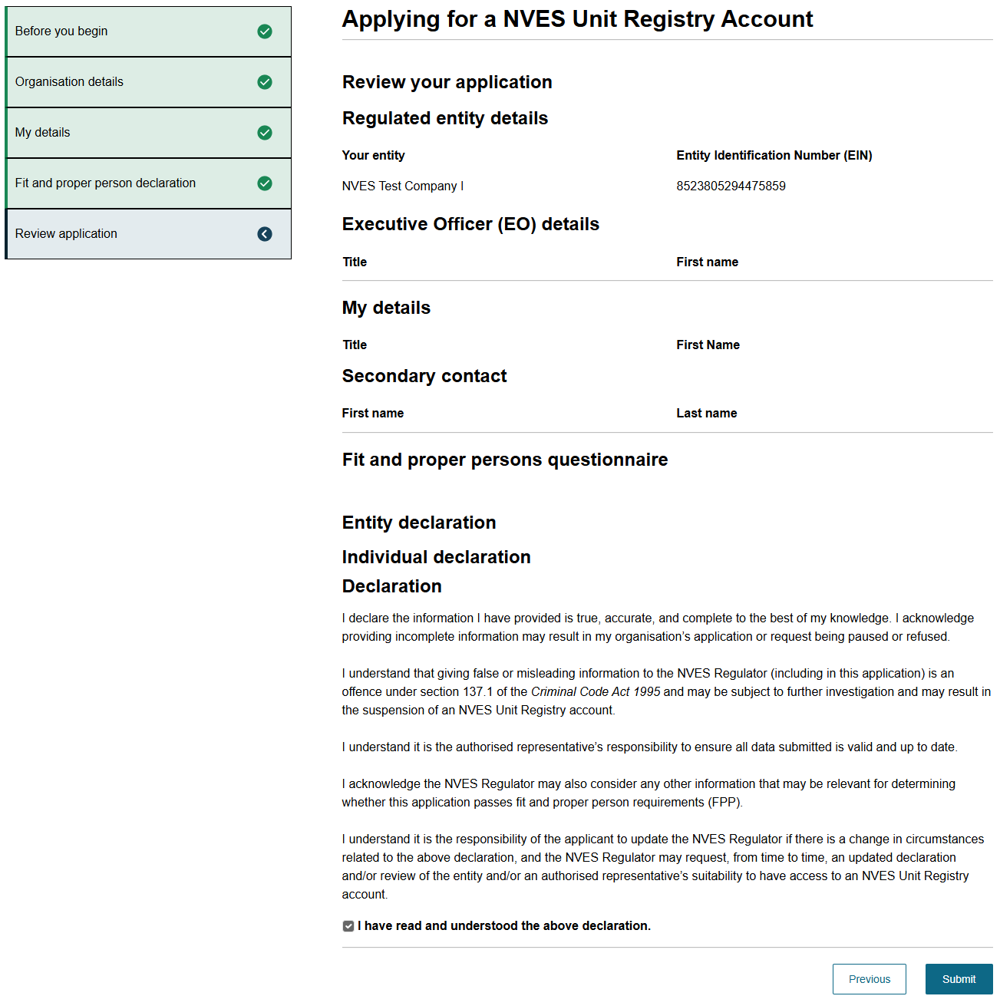 Before you begin
Organisation details
My details
Fit and proper person declaration
Review application
Applying for a NVES Unit Registry Account
Review your application
Regulated entity details
Your entity
Entity Identification Number (EIN)
NVES Test Company I
8523805294475859
Executive Officer (EO) details
Title
First name
My details
Title
First Name
Secondary contact
First name
Last name
Fit and proper persons questionnaire
Entity declaration
Individual declaration
Declaration
I declare the information I have provided is true, accurate, and complete to the best of my knowledge. I acknowledge
providing incomplete information may result in my organisation’s application or request being paused or refused.
I understand that giving false or misleading information to the NVES Regulator (including in this application) is an
offence under section 137.1 of the Criminal Code Act 1995 and may be subject to further investigation and may result in
the suspension of an NVES Unit Registry account.
I understand it is the authorised representative’s responsibility to ensure all data submitted is valid and up to date.
I acknowledge the NVES Regulator may also consider any other information that may be relevant for determining
whether this application passes fit and proper person requirements (FPP).
I understand it is the responsibility of the applicant to update the NVES Regulator if there is a change in circumstances
related to the above declaration, and the NVES Regulator may request, from time to time, an updated declaration
and/or review of the entity and/or an authorised representative’s suitability to have access to an NVES Unit Registry
account.
I have read and understood the above declaration.
Previous
Submit